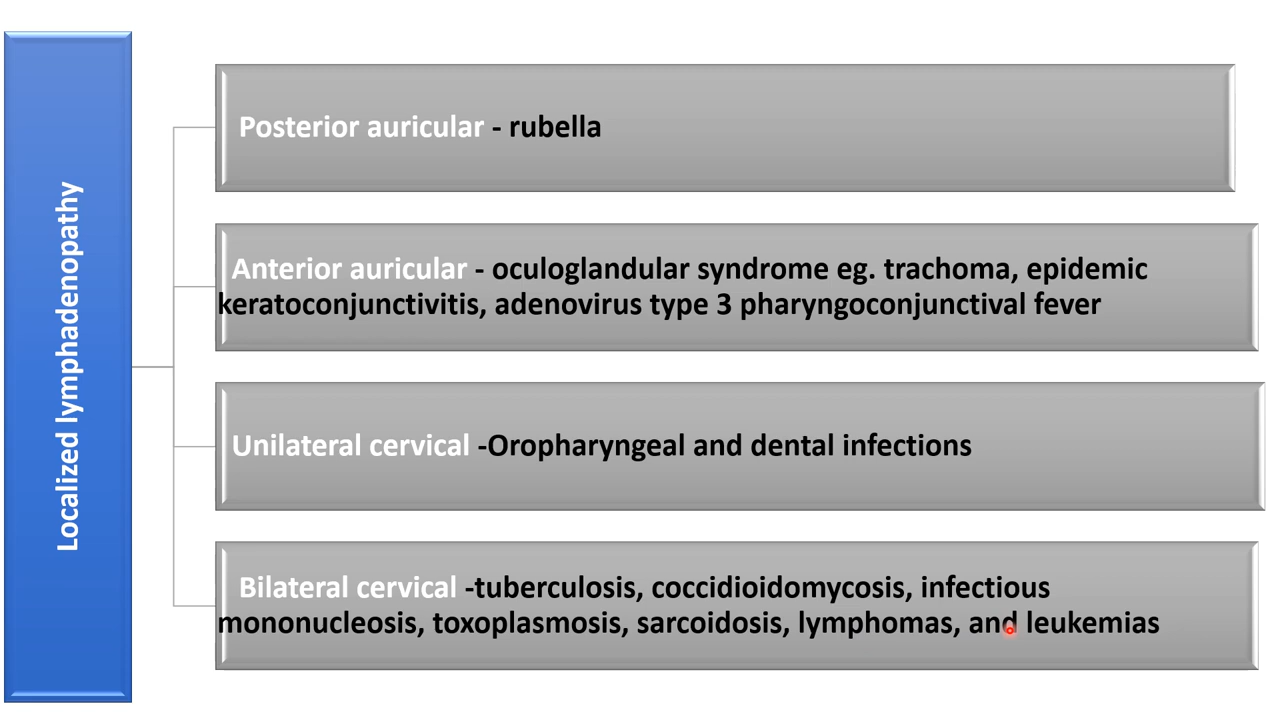 Localized lymphadenopathy
Posterior auricular - rubella
Anterior auricular - oculoglandular syndrome eg. trachoma, epidemic
keratoconjunctivitis, adenovirus type 3 pharyngoconjunctival fever
Unilateral cervical -Oropharyngeal and dental infections
Bilateral cervical -tuberculosis, coccidioidomycosis, infectious
mononucleosis, toxoplasmosis, sarcoidosis, lymphomas, and leukemias